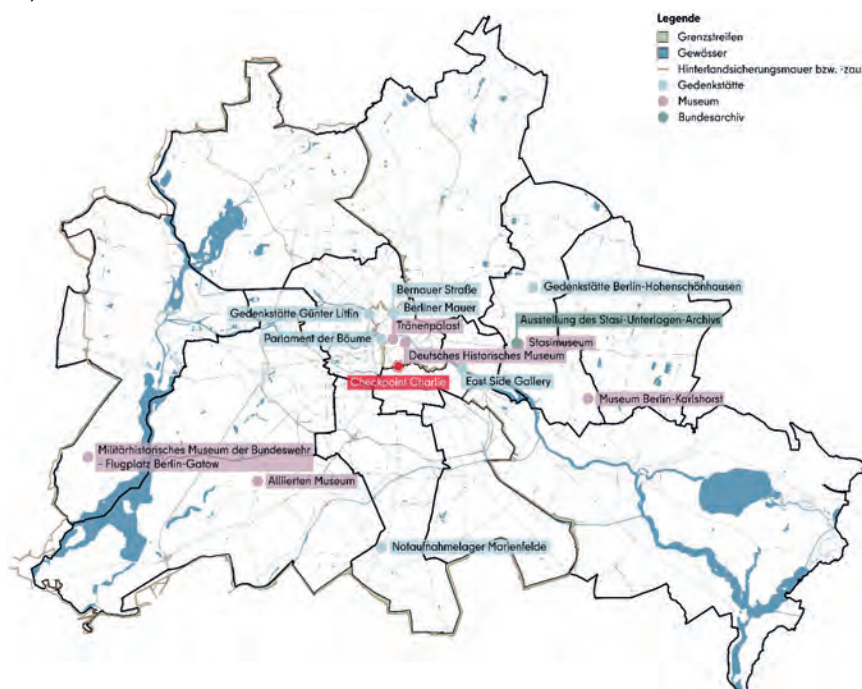 Legende
Grenzstreifen
Gewässer
Hinterlandsicherungsmauer bzw. -zau
Gedenkstätte
Museum
Bundesarchiv
Bernauer Straße
Gedenkstätte Berlin-Hohenschönhausen
Gedenkstätte Günter Litfin
Berliner Mauer
Tränenpalast
Ausstellung des Stasi-Unterlagen-Archivs
Parlament der Bäume
Stasimuseum
Deutsches Historisches Museum
Checkpoint Charlie
East Side Gallery
Museum Berlin-Karlshorst
Militärhistorisches Museum der Bundeswehr
– Flugplatz Berlin-Gatow
Alliierten Museum
Notaufnahmelager Marienfelde